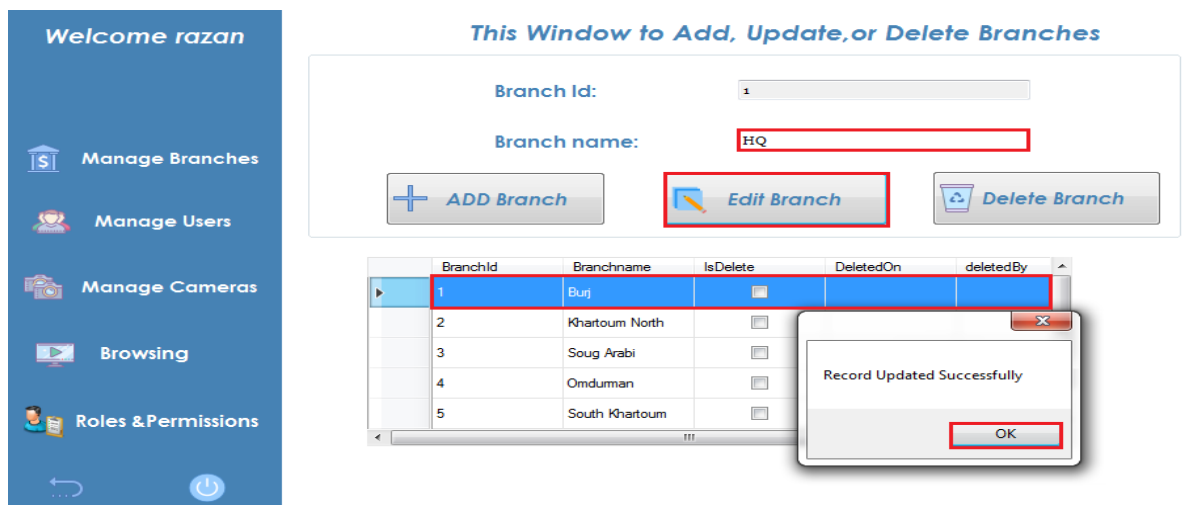 Welcome razan
Manage Branches
Manage Users
Manage Cameras
Browsing
Roles &Permissions
This Window to Add, Update,or Delete Branches
Branch Id:
1
Branch name:
HQ
ADD Branch
Edit Branch
Delete Branch
BranchId Branchname IsDelete DeletedOn deletedBy
1 Burj
2 Khartoum North
3 Soug Arabi
4 Omdurman
5 South Khartoum
Record Updated Successfully
OK